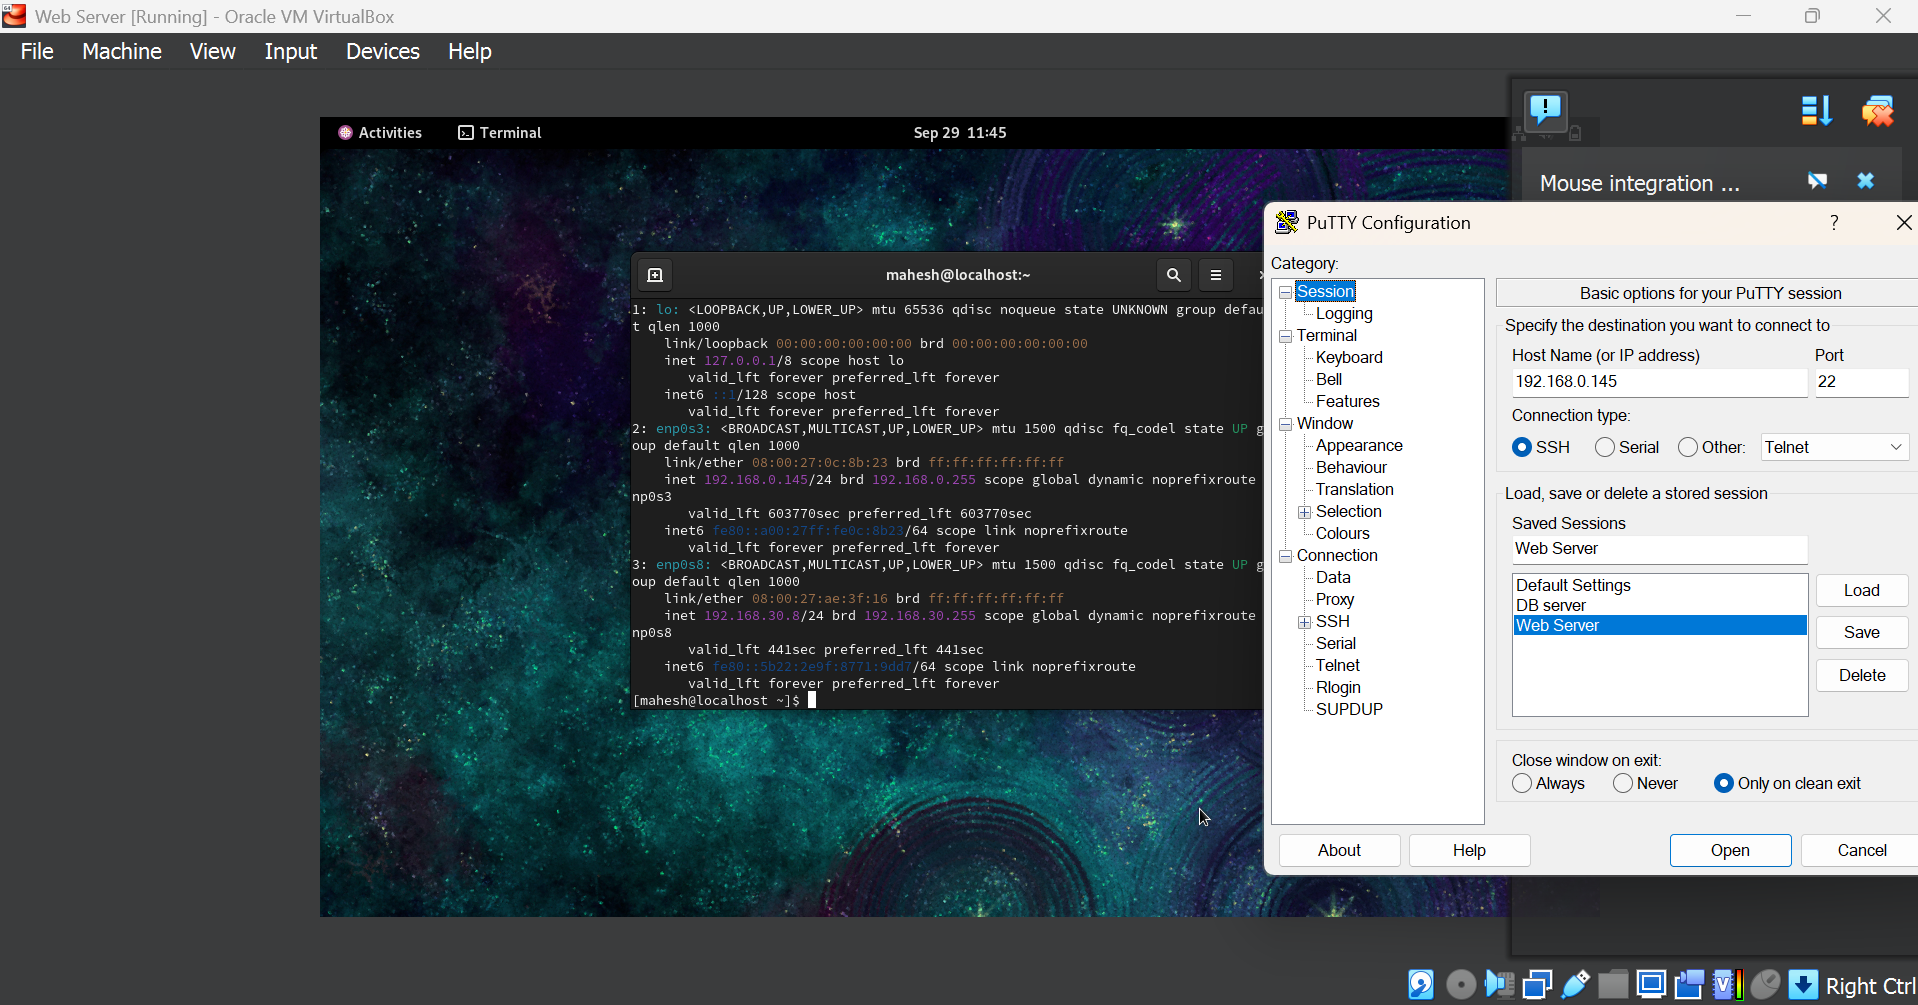 Web Server [Running] - Oracle VM VirtualBox
File Machine View Input Devices Help
Activities Terminal Sep 29 11:45
Mouse integration ...
mahesh@localhost:~
1: lo: <LOOPBACK,UP,LOWER_UP> mtu 65536 qdisc noqueue state UNKNOWN group defau
t qlen 1000
link/loopback 00:00:00:00:00:00 brd 00:00:00:00:00:00
inet 127.0.0.1/8 scope host lo
valid_lft forever preferred_lft forever
inet6 ::1/128 scope host
valid_lft forever preferred_lft forever
2: enp0s3: <BROADCAST,MULTICAST,UP,LOWER_UP> mtu 1500 qdisc fq_codel state UP g
oup default qlen 1000
link/ether 08:00:27:0c:8b:23 brd ff:ff:ff:ff:ff:ff
inet 192.168.0.145/24 brd 192.168.0.255 scope global dynamic noprefixroute
np0s3
valid_lft 603770sec preferred_lft 603770sec
inet6 fe80::a00:27ff:fe0c:8b23/64 scope link noprefixroute
valid_lft forever preferred_lft forever
3: enp0s8: <BROADCAST,MULTICAST,UP,LOWER_UP> mtu 1500 qdisc fq_codel state UP g
oup default qlen 1000
link/ether 08:00:27:ae:3f:16 brd ff:ff:ff:ff:ff:ff
inet 192.168.30.8/24 brd 192.168.30.255 scope global dynamic noprefixroute
np0s8
valid_lft 441sec preferred_lft 441sec
inet6 fe80::5b22:2e9f:8771:9dd7/64 scope link noprefixroute
valid_lft forever preferred_lft forever
[mahesh@localhost ~]$
PuTTY Configuration ?
Category:
Session
Logging
Terminal
Keyboard
Bell
Features
Window
Appearance
Behaviour
Translation
Selection
Colours
Connection
Data
Proxy
SSH
Serial
Telnet
Rlogin
SUPDUP
Basic options for your PuTTY session
Specify the destination you want to connect to
Host Name (or IP address) Port
192.168.0.145 22
Connection type:
SSH Serial Other: Telnet
Load, save or delete a stored session
Saved Sessions
Web Server
Default Settings
DB server
Web Server
Load
Save
Delete
Close window on exit:
Always Never Only on clean exit
About Help Open Cancel
Right Ctrl